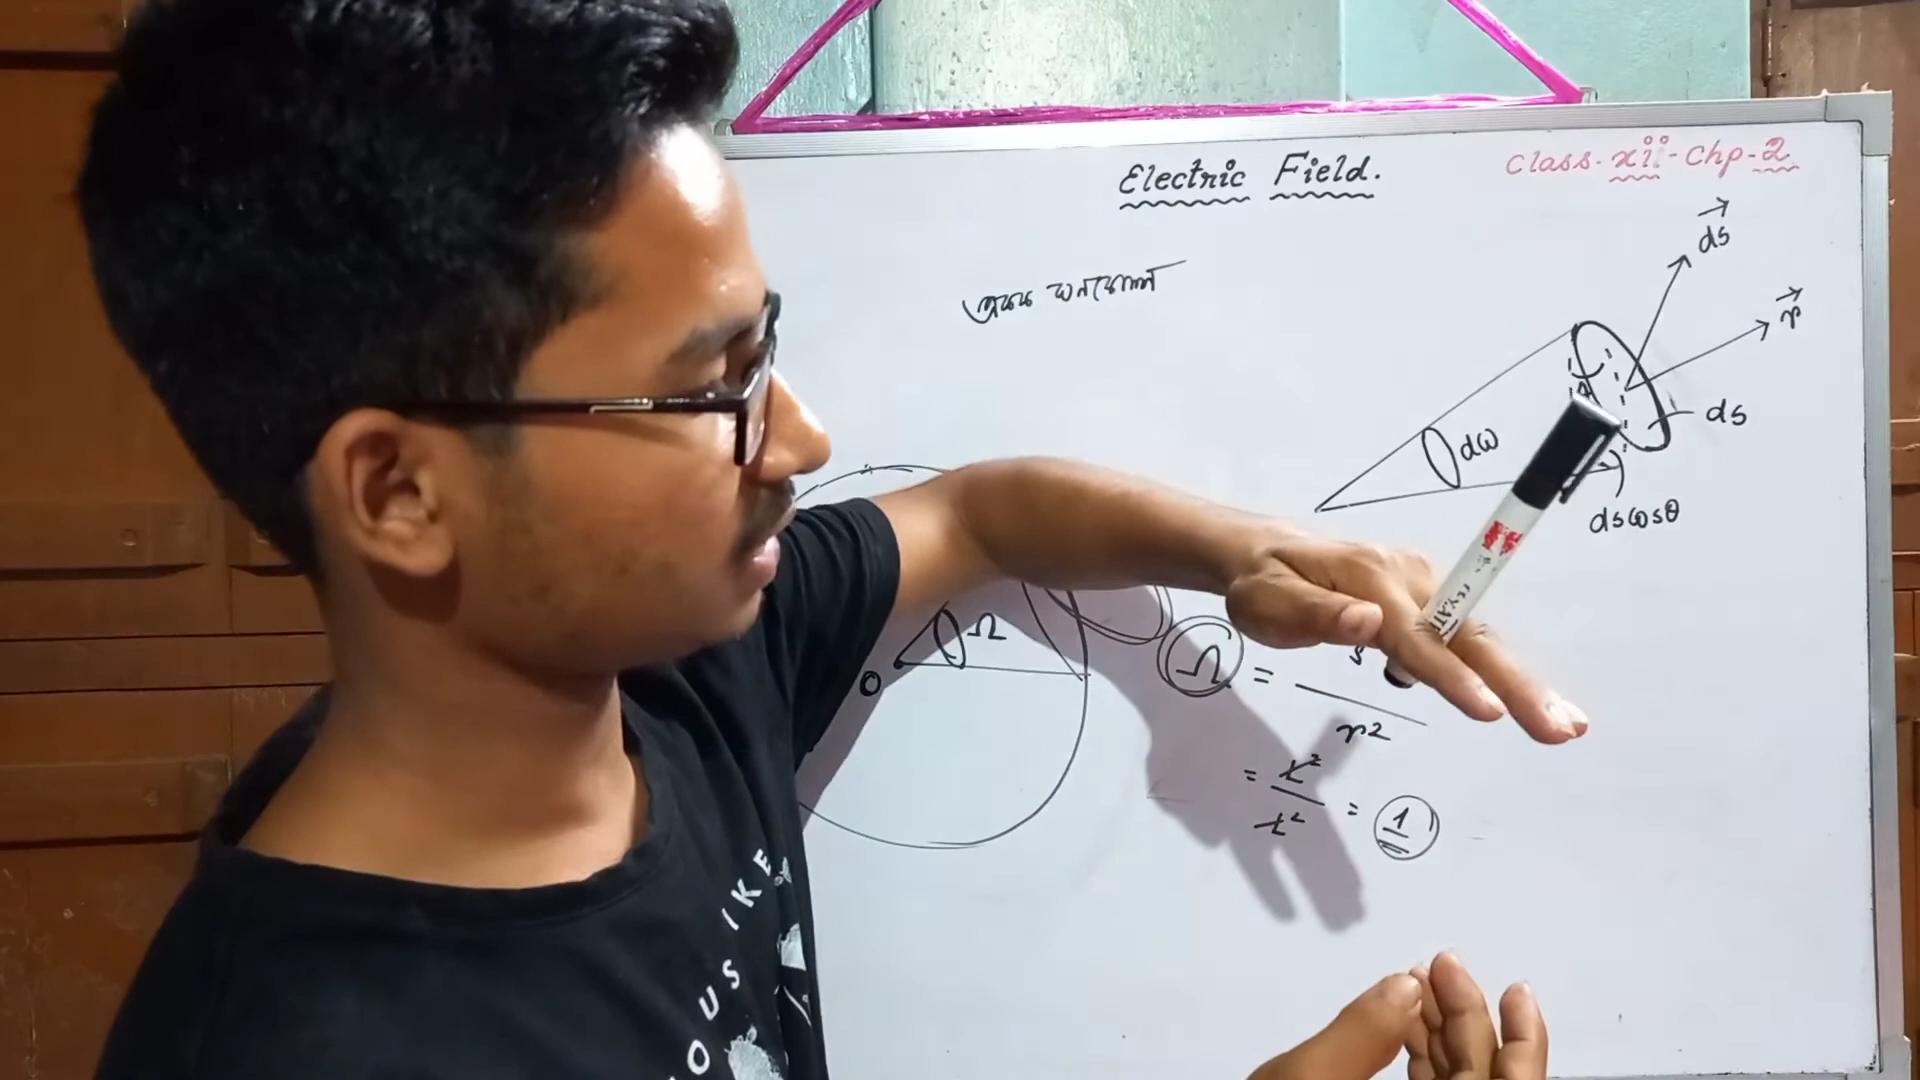 Electric Field.
Class-xii-Chp-2
ds
r
ds
dω
dscosθ
Ω
O
Ω =
r²
= r²
r²
= 1